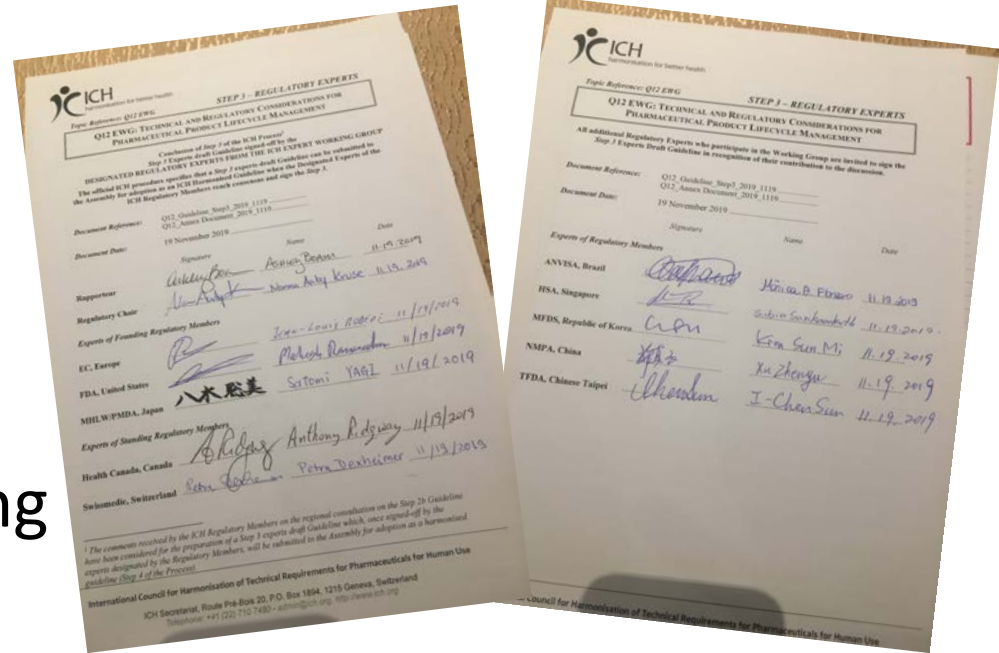 ng
ICH
harmonisation for better health
STEP 3 – REGULATORY EXPERTS
Topic Reference: Q12 EWG
Q12 EWG: TECHNICAL AND REGULATORY CONSIDERATIONS FOR
PHARMACEUTICAL PRODUCT LIFECYCLE MANAGEMENT
Conclusion of Step 3 of the ICH Process¹
Step 3 Experts draft Guideline signed-off by the
DESIGNATED REGULATORY EXPERTS FROM THE ICH EXPERT WORKING GROUP
The official ICH procedure specifies that a Step 3 experts draft Guideline can be submitted to
the Assembly for adoption as an ICH Harmonised Guideline when the Designated Experts of the
ICH Regulatory Members reach consensus and sign the Step 3.
Document Reference: Q12_Guideline_Step3_2019_1119
Q12_Annex Document_2019_1119
Document Date: 19 November 2019
Signature Name Date
Rapporteur Ashley Boam 11.19.2019
Regulatory Chair Kruse 11.19.2019
Experts of Founding Regulatory Members
EC, Europe Jean-Louis Robert 11/19/2019
FDA, United States Mahesh 11/19/2019
MHLW/PMDA, Japan 八木聡美 Satomi YAGI 11/19/2019
Experts of Standing Regulatory Members
Health Canada, Canada A Ridgway Anthony Ridgway 11/19/2019
Swissmedic, Switzerland Petra Doxheimer 11/19/2019
¹ The comments received by the ICH Regulatory Members on the regional consultation on the Step 2b Guideline
have been considered for the preparation of a Step 3 experts draft Guideline which, once signed-off by the
experts designated by the Regulatory Members, will be submitted to the Assembly for adoption as a harmonised
guideline (Step 4 of the Process).
International Council for Harmonisation of Technical Requirements for Pharmaceuticals for Human Use
ICH Secretariat, Route Pré-Bois 20, P.O. Box 1894, 1215 Geneva, Switzerland
Telephone: +41 (22) 710 7480 - admin@ich.org, http://www.ich.org
ICH
harmonisation for better health
Topic Reference: Q12 EWG
STEP 3 – REGULATORY EXPERTS
Q12 EWG: TECHNICAL AND REGULATORY CONSIDERATIONS FOR
PHARMACEUTICAL PRODUCT LIFECYCLE MANAGEMENT
All additional Regulatory Experts who participate in the Working Group are invited to sign the
Step 3 Experts Draft Guideline in recognition of their contribution to the discussion.
Document Reference: Q12_Guideline_Step3_2019_1119
Q12_Annex Document_2019_1119
Document Date: 19 November 2019
Signature Name Date
Experts of Regulatory Members
ANVISA, Brazil 11.19.2019
HSA, Singapore 11.19.2019
MFDS, Republic of Korea Kim Sun Mi 11.19.2019
NMPA, China Xu Zhengyu 11.19.2019
TFDA, Chinese Taipei IChenSun I-Chen Sun 11.19.2019
Council for Harmonisation of Technical Requirements for Pharmaceuticals for Human Use